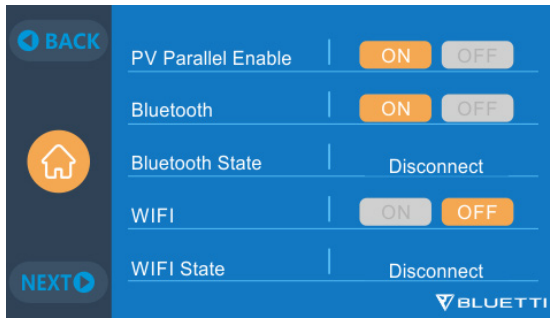 BACK
PV Parallel Enable ON OFF
Bluetooth ON OFF
Bluetooth State Disconnect
WIFI ON OFF
WIFI State Disconnect
NEXT
BLUETTI